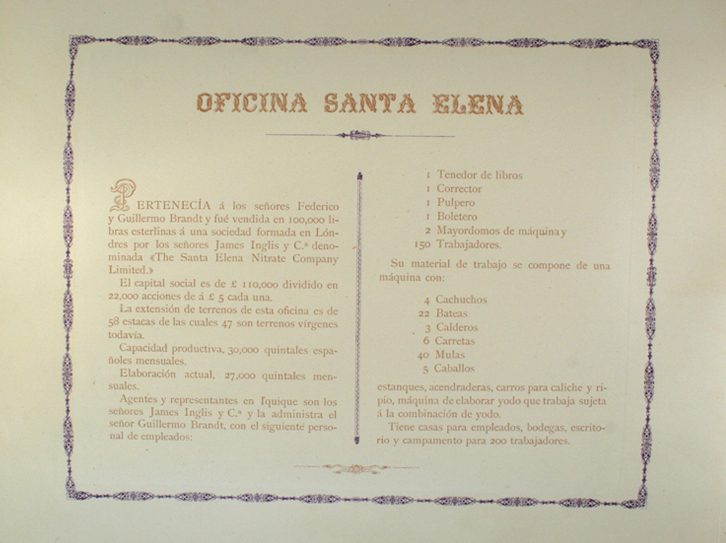 OFICINA SANTA ELENA
PERTENECÍA á los señores Federico
y Guillermo Brandt y fué vendida en 100,000 li-
bras esterlinas á una sociedad formada en Lón-
dres por los señores James Inglis y C.ª deno-
minada «The Santa Elena Nitrate Company
Limited.»
El capital social es de £ 110,000 dividido en
22,000 acciones de á £ 5 cada una.
La extensión de terrenos de esta oficina es de
58 estacas de las cuales 47 son terrenos vírgenes
todavía.
Capacidad productiva, 30,000 quintales espa-
ñoles mensuales.
Elaboración actual, 27,000 quintales men-
suales.
Agentes y representantes en Iquique son los
señores James Inglis y C.ª y la administra el
señor Guillermo Brandt, con el siguiente perso-
nal de empleados:
1 Tenedor de libros
1 Corrector
1 Pulpero
1 Boletero
2 Mayordomos de máquina y
150 Trabajadores.
Su material de trabajo se compone de una
máquina con:
4 Cachuchos
22 Bateas
3 Calderos
6 Carretas
40 Mulas
5 Caballos
estanques, acendraderas, carros para caliche y ri-
pio, máquina de elaborar yodo que trabaja sujeta
á la combinación de yodo.
Tiene casas para empleados, bodegas, escrito-
rio y campamento para 200 trabajadores.